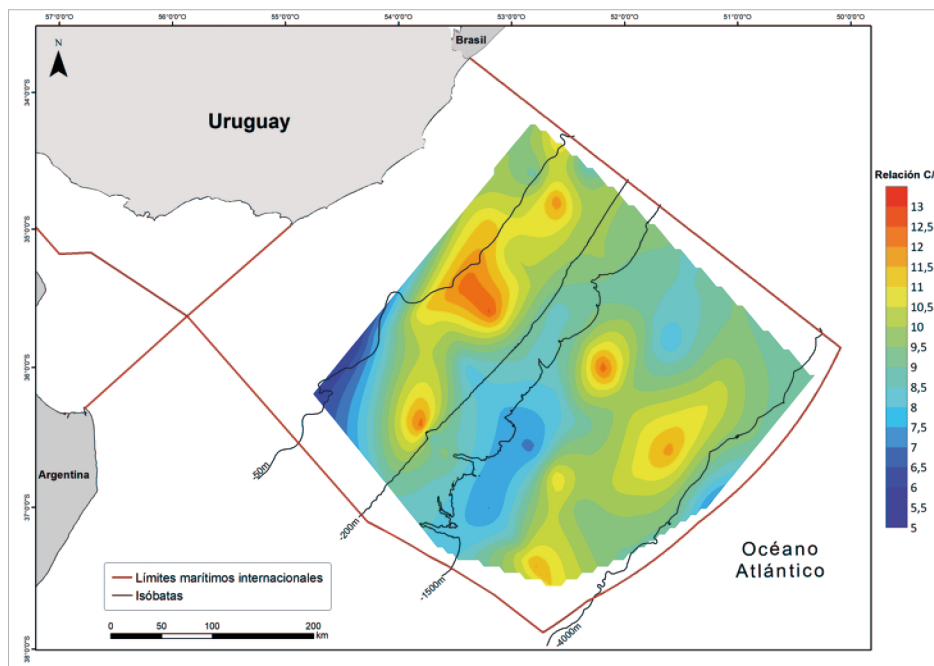 57°0'0"O 56°0'0"O 55°0'0"O 54°0'0"O 53°0'0"O 52°0'0"O 51°0'0"O 50°0'0"O
N
Brasil
34°0'0"S
Uruguay
Relación C/
13
12,5
12
11,5
11
10,5
10
9,5
9
8,5
8
7,5
7
6,5
6
5,5
5
35°0'0"S
36°0'0"S
Argentina
-50m
37°0'0"S
-200m
-1500m
-4000m
Océano
Atlántico
Límites marítimos internacionales
Isóbatas
0 50 100 200
km
38°0'0"S